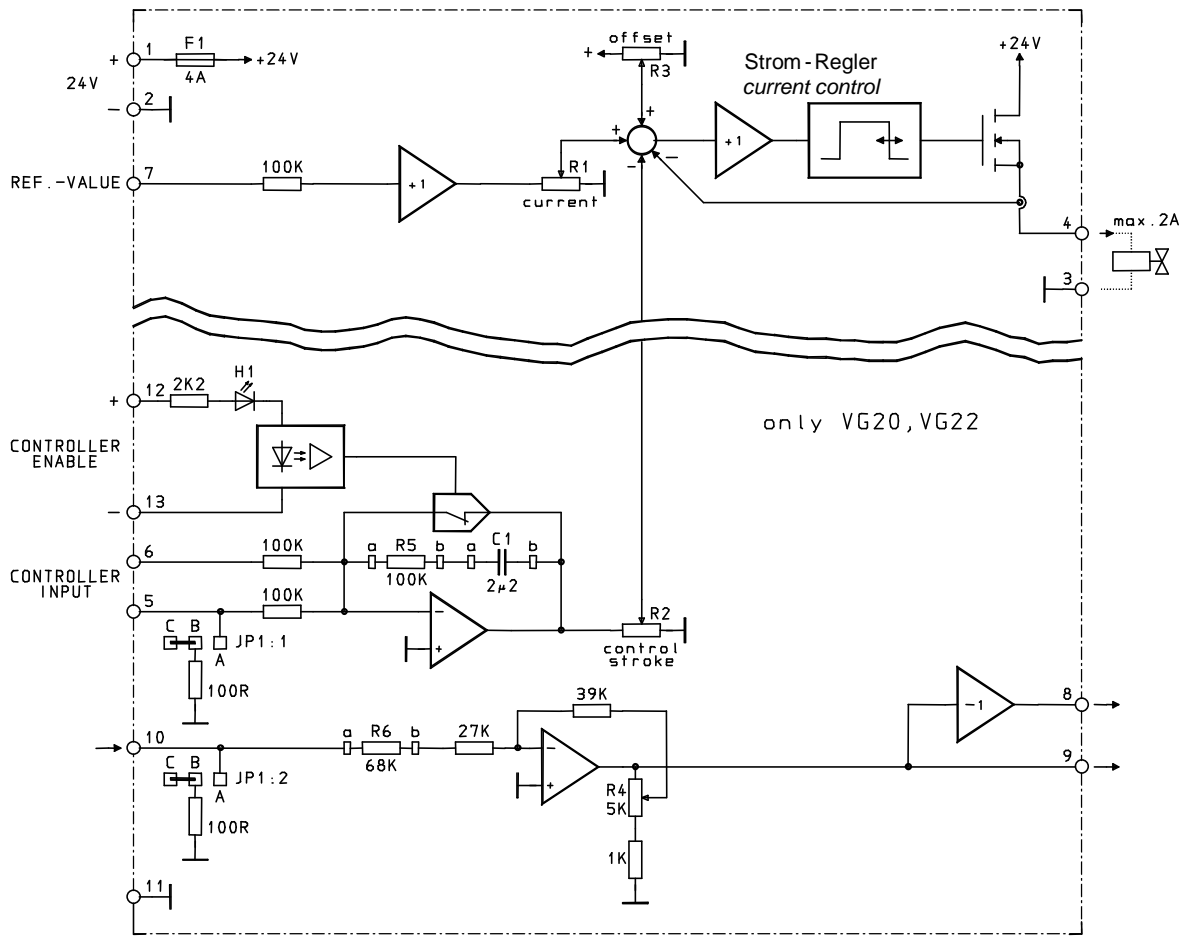 offset
+
R3
+24V
Strom-Regler
current control
+ 1 F1 +24V
4A
24V
- 2
+
+
-
-
+1
7 100K
REF.-VALUE
+1
R1
current
4 max.2A
3
only VG20,VG22
+ 12 2K2 H1
CONTROLLER
ENABLE
- 13
6 100K a R5 b a C1 b
100K 2µ2
CONTROLLER
INPUT
5 100K
-
+
R2
control
stroke
C B A JP1:1
100R
39K
-1
8
10 a R6 b 27K
68K
-
+
9
C B A JP1:2
100R
R4
5K
1K
11